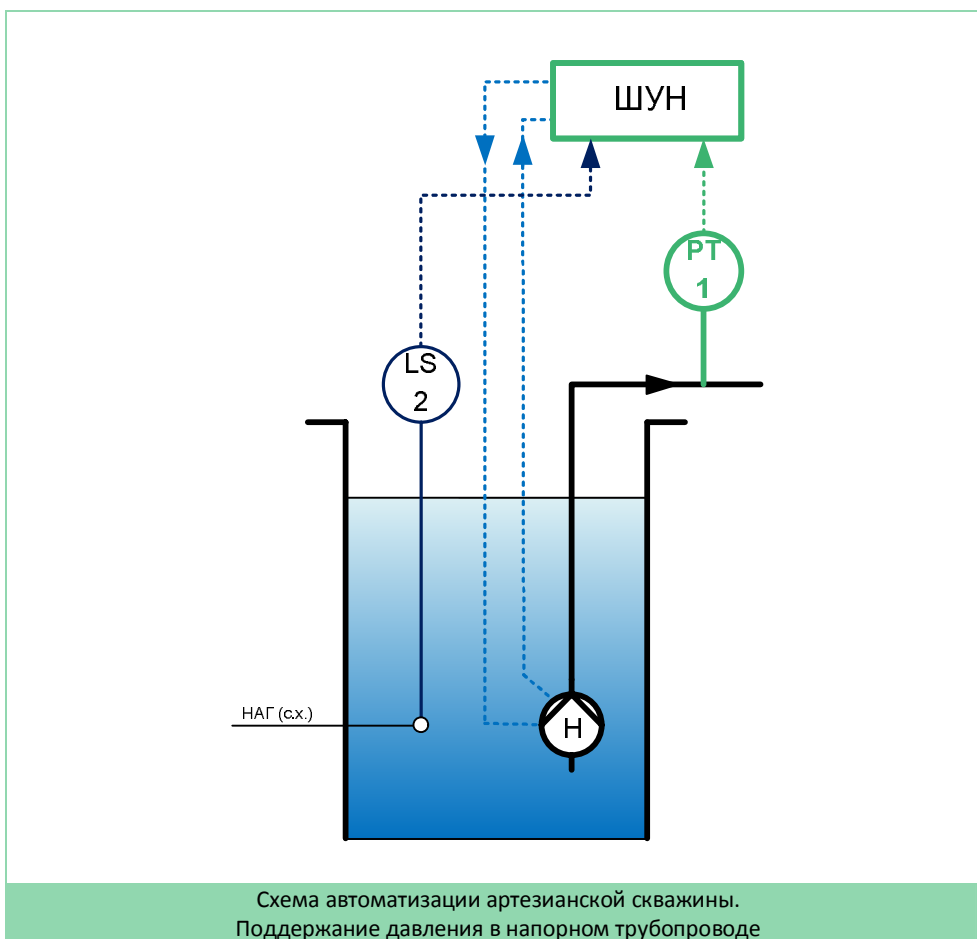 ШУН
PT
1
LS
2
НАГ (с.х.)
Н
Схема автоматизации артезианской скважины.
Поддержание давления в напорном трубопроводе